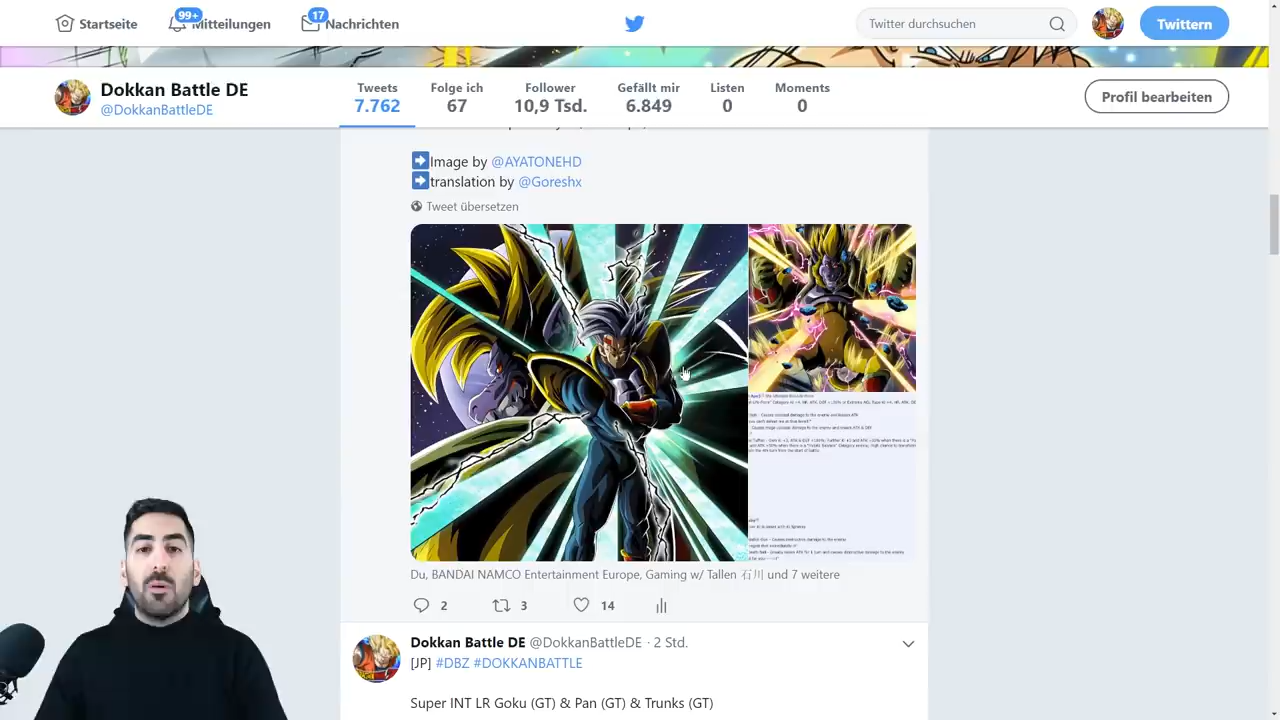 Startseite
99+
Mitteilungen
17
Nachrichten
Twitter durchsuchen
Twittern
Dokkan Battle DE
@DokkanBattleDE
Tweets
7.762
Folge ich
67
Follower
10,9 Tsd.
Gefällt mir
6.849
Listen
0
Moments
0
Profil bearbeiten
➡Image by @AYATONEHD
➡translation by @Goreshx
Tweet übersetzen
Du, BANDAI NAMCO Entertainment Europe, Gaming w/ Tallen 石川 und 7 weitere
2
3
14
Dokkan Battle DE @DokkanBattleDE · 2 Std.
[JP] #DBZ #DOKKANBATTLE
Super INT LR Goku (GT) & Pan (GT) & Trunks (GT)